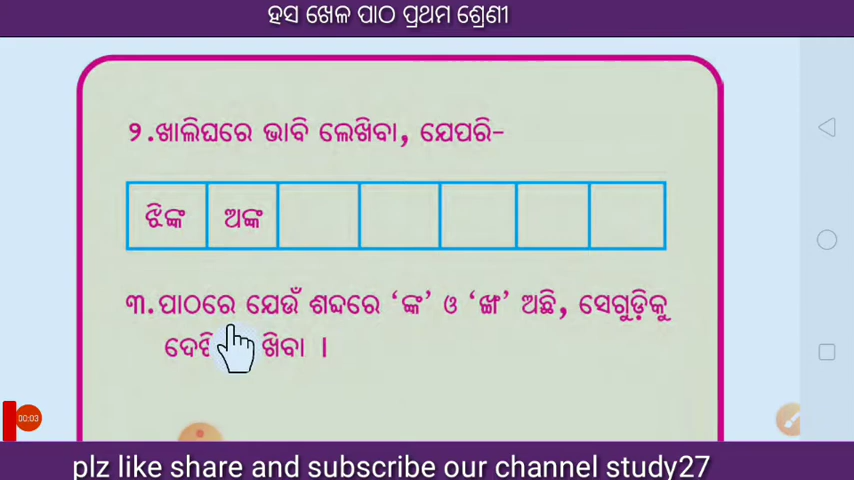 ହସ ଖେଳ ପାଠ ପ୍ରଥମ ଶ୍ରେଣୀ
୨.ଖାଲିଘରେ ଭାବି ଲେଖିବା, ଯେପରି-
ଝିଙ୍କ ଅଙ୍କ
୩.ପାଠରେ ଯେଉଁ ଶବ୍ଦରେ ‘ଙ୍କ’ ଓ ‘ଙ୍ଖ’ ଅଛି, ସେଗୁଡ଼ିକୁ
।
00:03
plz like share and subscribe our channel study27